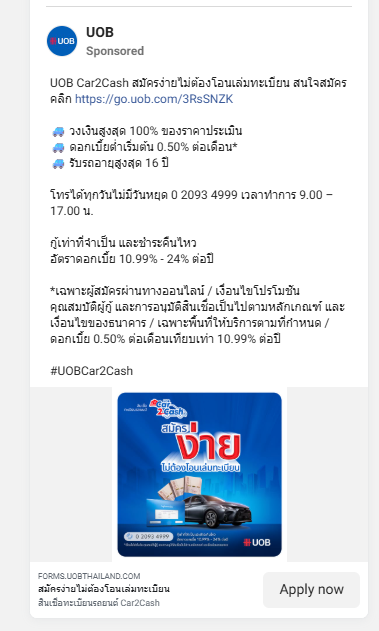 UOB
UOB
Sponsored
UOB Car2Cash สมัครง่ายไม่ต้องโอนเล่มทะเบียน สนใจสมัคร
คลิก https://go.uob.com/3RsSNZK
🚙 วงเงินสูงสุด 100% ของราคาประเมิน
🚙 ดอกเบี้ยต่ำเริ่มต้น 0.50% ต่อเดือน*
🚙 รับรถอายุสูงสุด 16 ปี
โทรได้ทุกวันไม่มีวันหยุด 0 2093 4999 เวลาทำการ 9.00 –
17.00 น.
กู้เท่าที่จำเป็น และชำระคืนไหว
อัตราดอกเบี้ย 10.99% - 24% ต่อปี
*เฉพาะผู้สมัครผ่านทางออนไลน์ / เงื่อนไขโปรโมชัน
คุณสมบัติผู้กู้ และการอนุมัติสินเชื่อเป็นไปตามหลักเกณฑ์ และ
เงื่อนไขของธนาคาร / เฉพาะพื้นที่ให้บริการตามที่กำหนด /
ดอกเบี้ย 0.50% ต่อเดือนเทียบเท่า 10.99% ต่อปี
#UOBCar2Cash
Car
2Cash
สมัคร
ง่าย
ไม่ต้องโอนเล่มทะเบียน
0 2093 4999
UOB
FORMS.UOBTHAILAND.COM
สมัครง่ายไม่ต้องโอนเล่มทะเบียน
สินเชื่อทะเบียนรถยนต์ Car2Cash
Apply now